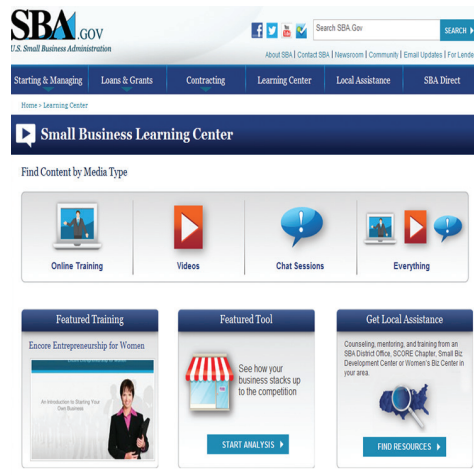 SBA.GOV
U.S. Small Business Administration
Search SBA.Gov
SEARCH
About SBA | Contact SBA | Newsroom | Community | Email Updates | For Lende
Starting & Managing
Loans & Grants
Contracting
Learning Center
Local Assistance
SBA Direct
Home > Learning Center
Small Business Learning Center
Find Content by Media Type
Online Training
Videos
Chat Sessions
Everything
Featured Training
Encore Entrepreneurship for Women
An Introduction to Starting Your
Own Business
Featured Tool
See how your
business stacks up
to the competition
START ANALYSIS
Get Local Assistance
Counseling, mentoring, and training from an
SBA District Office, SCORE Chapter, Small Biz
Development Center or Women's Biz Center in
your area.
FIND RESOURCES